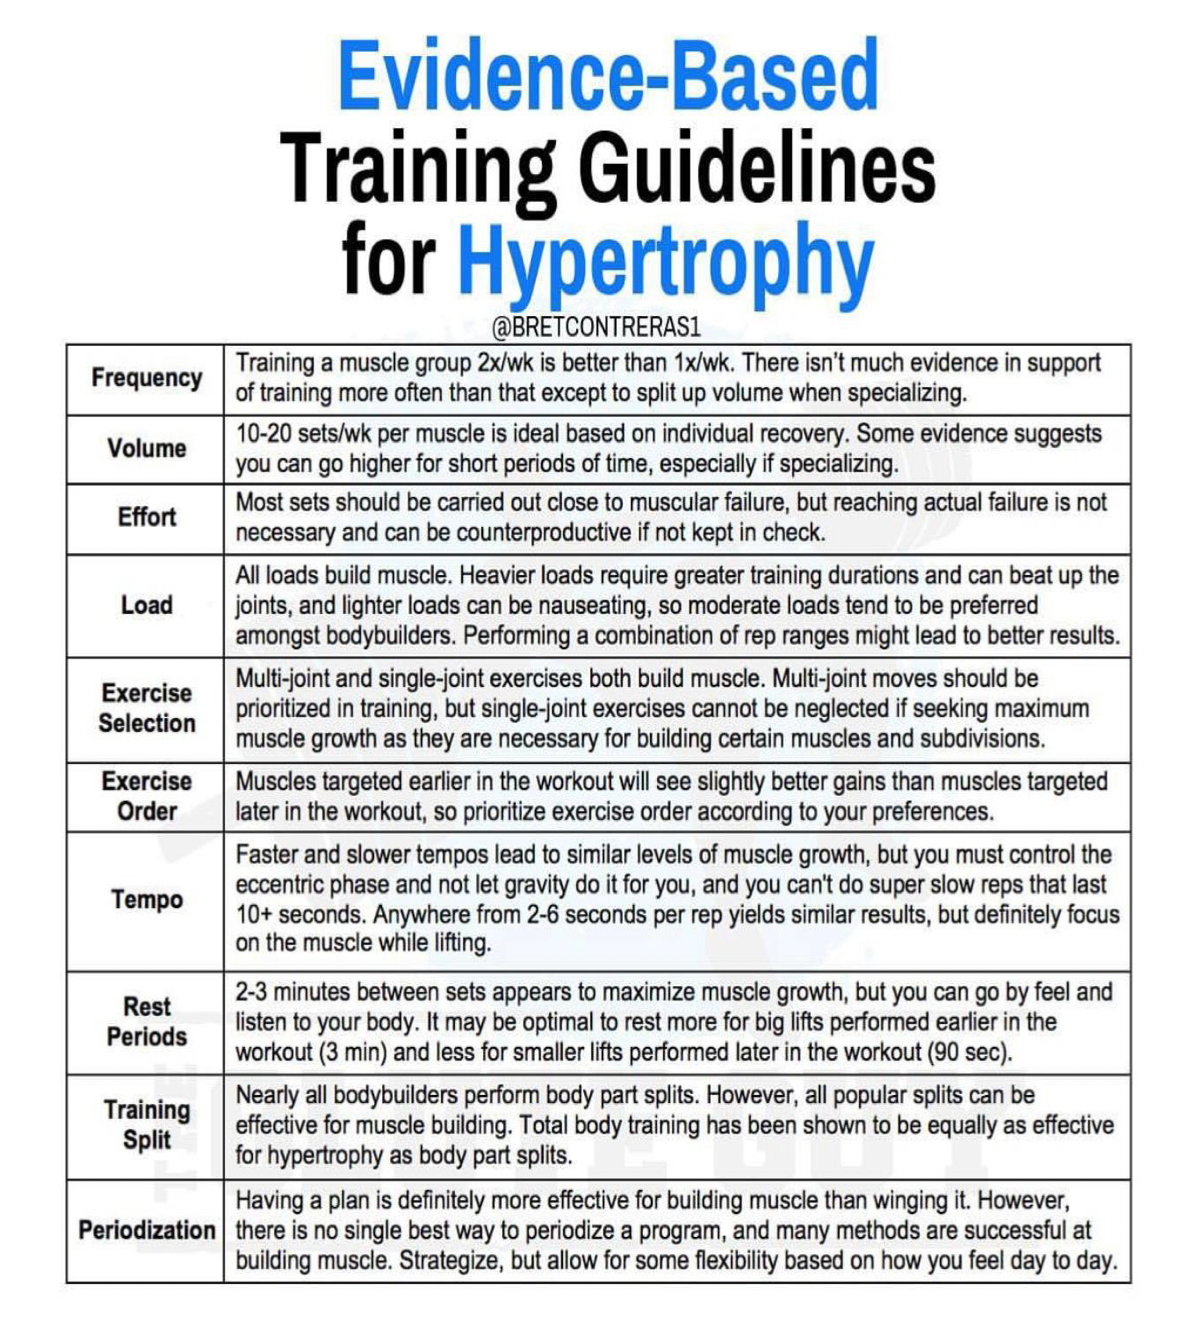 Evidence-Based
Training Guidelines
for Hypertrophy
@BRETCONTRERAS1
Frequency
Training a muscle group 2x/wk is better than 1x/wk. There isn't much evidence in support
of training more often than that except to split up volume when specializing.
Volume
10-20 sets/wk per muscle is ideal based on individual recovery. Some evidence suggests
you can go higher for short periods of time, especially if specializing.
Effort
Most sets should be carried out close to muscular failure, but reaching actual failure is not
necessary and can be counterproductive if not kept in check.
Load
All loads build muscle. Heavier loads require greater training durations and can beat up the
joints, and lighter loads can be nauseating, so moderate loads tend to be preferred
amongst bodybuilders. Performing a combination of rep ranges might lead to better results.
Exercise
Selection
Multi-joint and single-joint exercises both build muscle. Multi-joint moves should be
prioritized in training, but single-joint exercises cannot be neglected if seeking maximum
muscle growth as they are necessary for building certain muscles and subdivisions.
Exercise
Order
Muscles targeted earlier in the workout will see slightly better gains than muscles targeted
later in the workout, so prioritize exercise order according to your preferences.
Tempo
Faster and slower tempos lead to similar levels of muscle growth, but you must control the
eccentric phase and not let gravity do it for you, and you can't do super slow reps that last
10+ seconds. Anywhere from 2-6 seconds per rep yields similar results, but definitely focus
on the muscle while lifting.
Rest
Periods
2-3 minutes between sets appears to maximize muscle growth, but you can go by feel and
listen to your body. It may be optimal to rest more for big lifts performed earlier in the
workout (3 min) and less for smaller lifts performed later in the workout (90 sec).
Training
Split
Nearly all bodybuilders perform body part splits. However, all popular splits can be
effective for muscle building. Total body training has been shown to be equally as effective
for hypertrophy as body part splits.
Periodization
Having a plan is definitely more effective for building muscle than winging it. However,
there is no single best way to periodize a program, and many methods are successful at
building muscle. Strategize, but allow for some flexibility based on how you feel day to day.
THE
GLUTE GUY